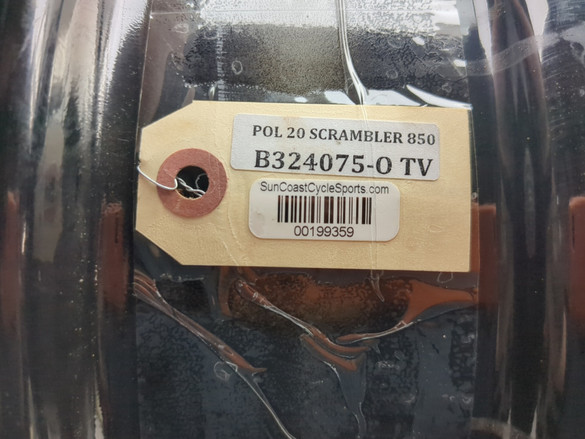 POL 20 SCRAMBLER 850
B324075-O TV
SunCoastCycleSports.com
00199359